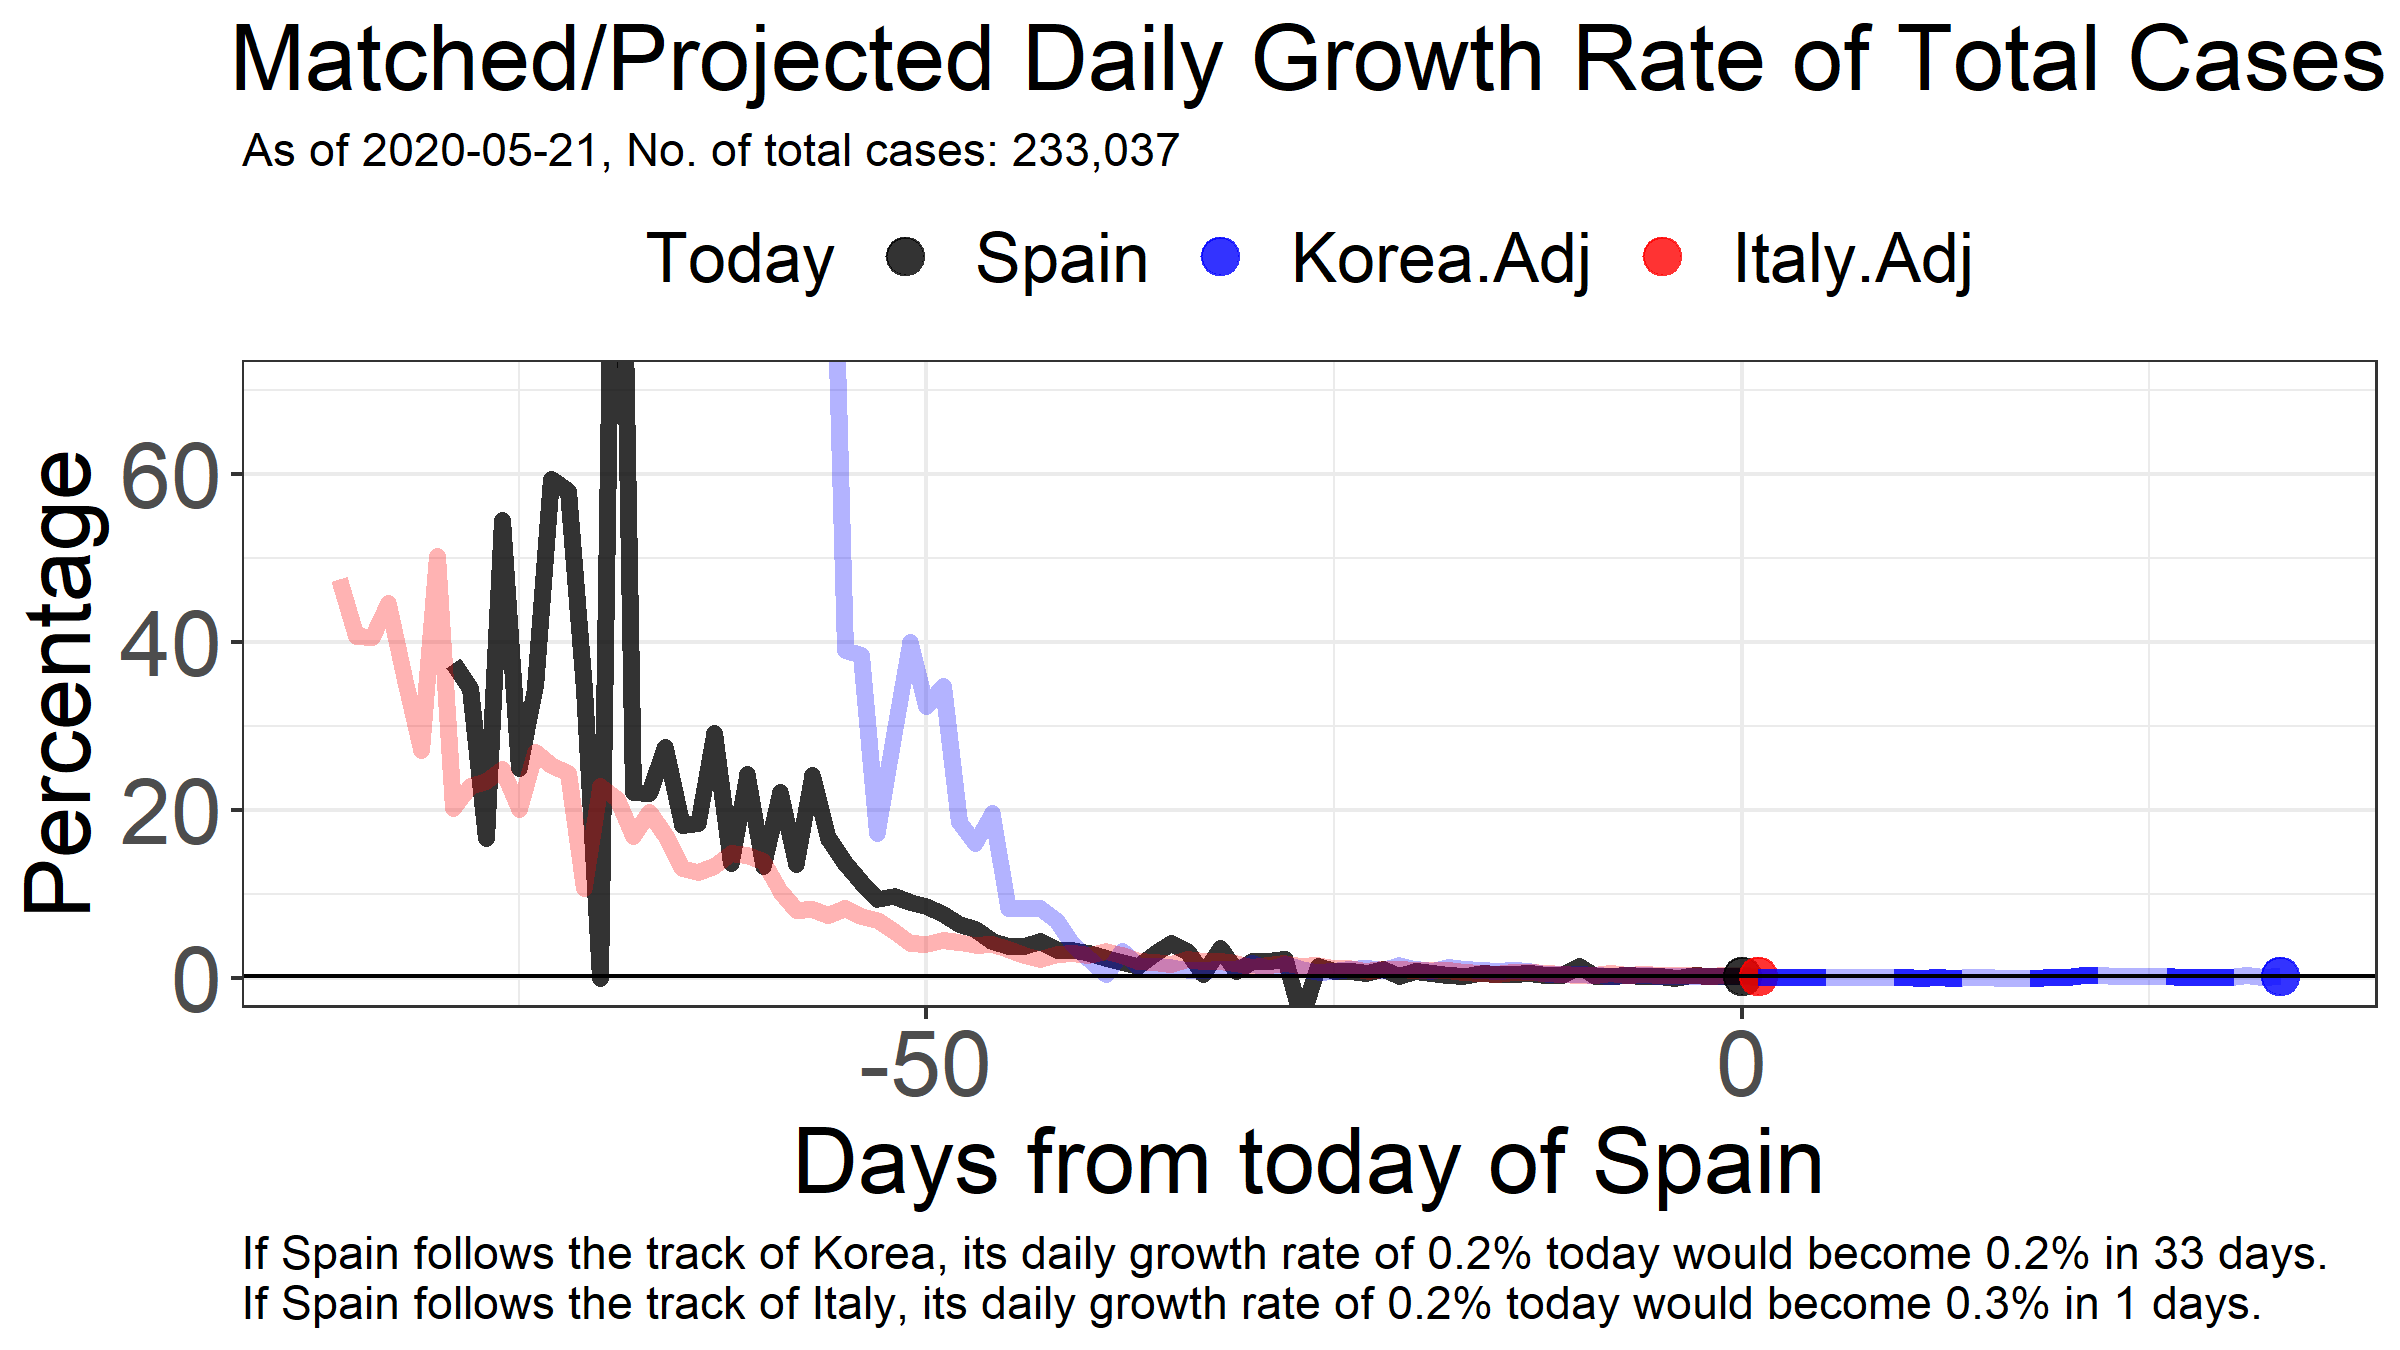 Matched/Projected Daily Growth Rate of Total Cases
As of 2020-05-21, No. of total cases: 233,037
Today Spain Korea.Adj Italy.Adj
Percentage
60
40
20
0
-50 0
Days from today of Spain
If Spain follows the track of Korea, its daily growth rate of 0.2% today would become 0.2% in 33 days.
If Spain follows the track of Italy, its daily growth rate of 0.2% today would become 0.3% in 1 days.